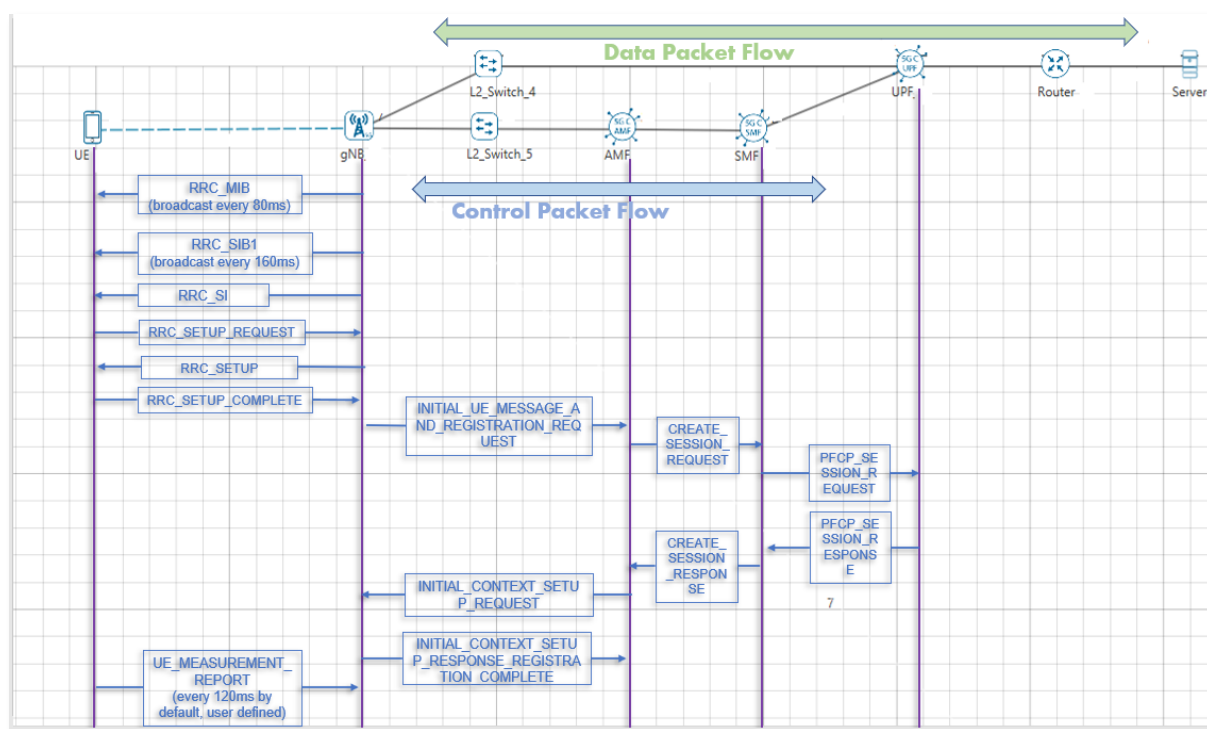 Data Packet Flow
5G C
UPF
L2_Switch_4
UPF
Router
Server
5G C
AMF
5G C
SMF
UE
gNB
L2_Switch_5
AMF
SMF
Control Packet Flow
RRC_MIB
(broadcast every 80ms)
RRC_SIB1
(broadcast every 160ms)
RRC_SI
RRC_SETUP_REQUEST
RRC_SETUP
RRC_SETUP_COMPLETE
INITIAL_UE_MESSAGE_A
ND_REGISTRATION_REQ
UEST
CREATE_
SESSION_
REQUEST
PFCP_SE
SSION_R
EQUEST
PFCP_SE
SSION_R
ESPONS
E
CREATE_
SESSION
_RESPON
SE
INITIAL_CONTEXT_SETU
P_REQUEST
7
INITIAL_CONTEXT_SETU
P_RESPONSE_REGISTRA
TION_COMPLETE
UE_MEASUREMENT_
REPORT
(every 120ms by
default, user defined)